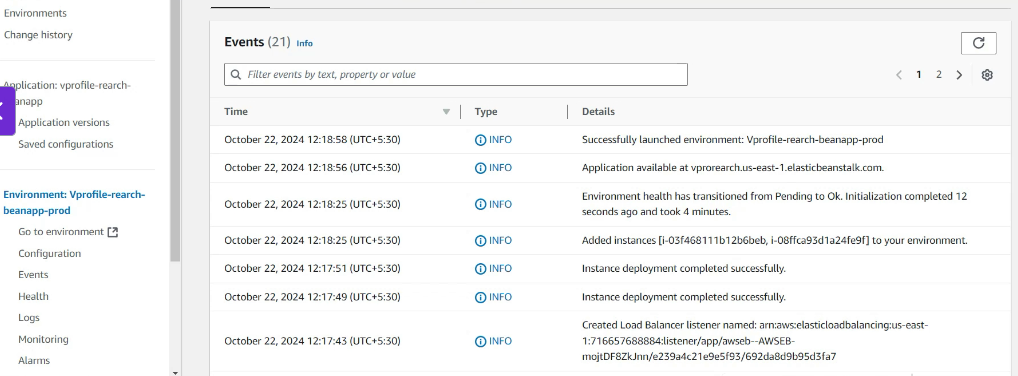 Environments
Change history
Application: vprofile-rearch-
anapp
Application versions
Saved configurations
Environment: Vprofile-rearch-
beanapp-prod
Go to environment
Configuration
Events
Health
Logs
Monitoring
Alarms
Events (21) Info
Filter events by text, property or value
1 2
Time Type Details
October 22, 2024 12:18:58 (UTC+5:30) INFO Successfully launched environment: Vprofile-rearch-beanapp-prod
October 22, 2024 12:18:56 (UTC+5:30) INFO Application available at vprorearch.us-east-1.elasticbeanstalk.com.
October 22, 2024 12:18:25 (UTC+5:30) INFO Environment health has transitioned from Pending to Ok. Initialization completed 12
seconds ago and took 4 minutes.
October 22, 2024 12:18:25 (UTC+5:30) INFO Added instances [i-03f468111b12b6beb, i-08ffca93d1a24fe9f] to your environment.
October 22, 2024 12:17:51 (UTC+5:30) INFO Instance deployment completed successfully.
October 22, 2024 12:17:49 (UTC+5:30) INFO Instance deployment completed successfully.
October 22, 2024 12:17:43 (UTC+5:30) INFO Created Load Balancer listener named: arn:aws:elasticloadbalancing:us-east-
1:716657688884:listener/app/awseb--AWSEB-
mojtDF8ZkJnn/e239a4c21e9e5f93/692da8d9b95d3fa7